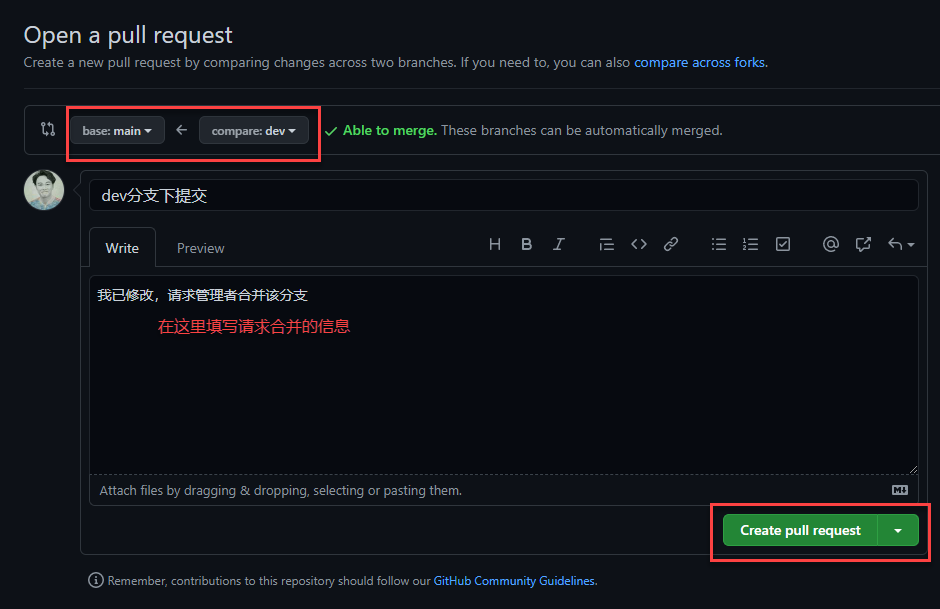 Open a pull request
Create a new pull request by comparing changes across two branches. If you need to, you can also compare across forks.
base: main
compare: dev
Able to merge. These branches can be automatically merged.
dev分支下提交
Write
Preview
H B I
我已修改，请求管理者合并该分支
在这里填写请求合并的信息
Attach files by dragging & dropping, selecting or pasting them.
Create pull request
Remember, contributions to this repository should follow our GitHub Community Guidelines.